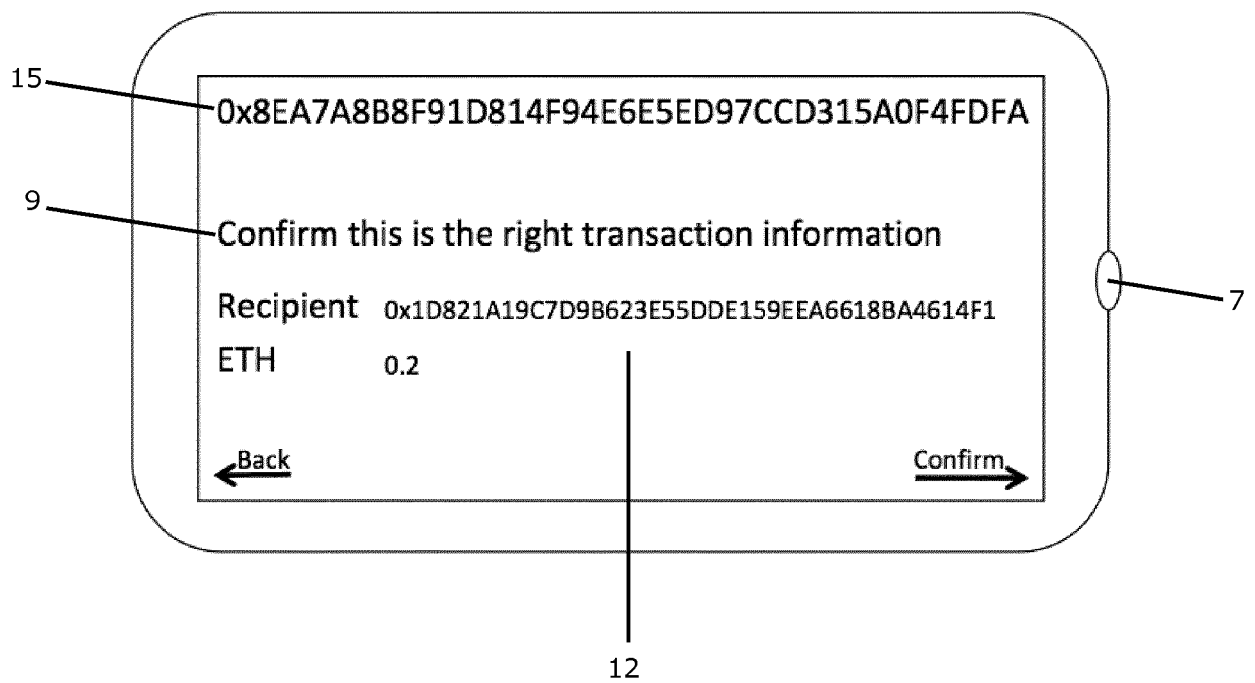 15
0x8EA7A8B8F91D814F94E6E5ED97CCD315A0F4FDFA
9
Confirm this is the right transaction information
Recipient 0x1D821A19C7D9B623E55DDE159EEA6618BA4614F1
7
ETH 0.2
Back Confirm
12